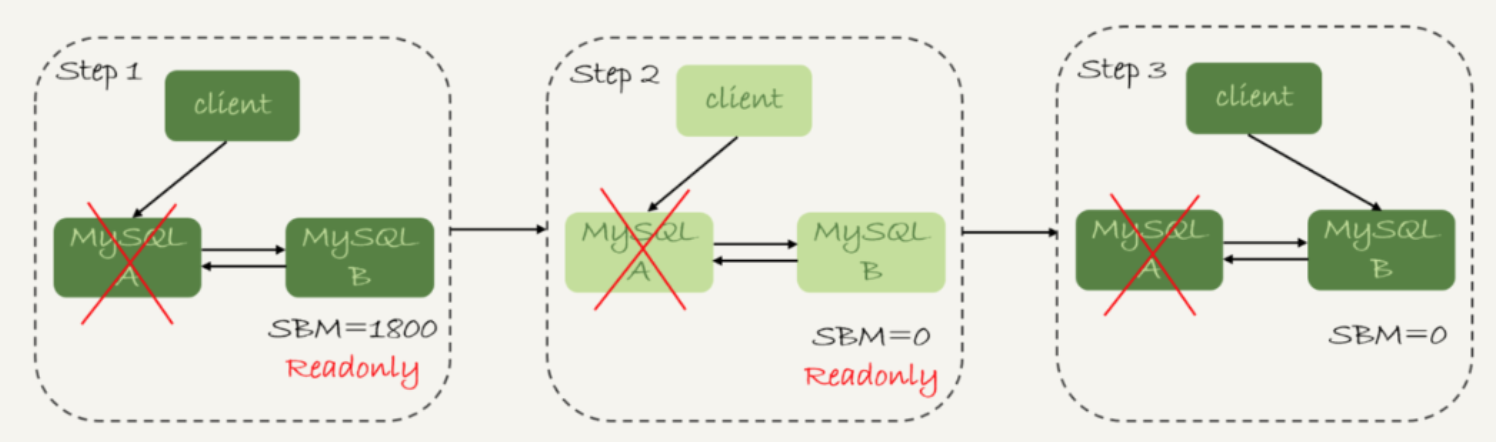 Step 1
client
MySQL
A
MySQL
B
SBM=1800
Readonly
Step 2
client
MySQL
A
MySQL
B
SBM=0
Readonly
Step 3
client
MySQL
A
MySQL
B
SBM=0